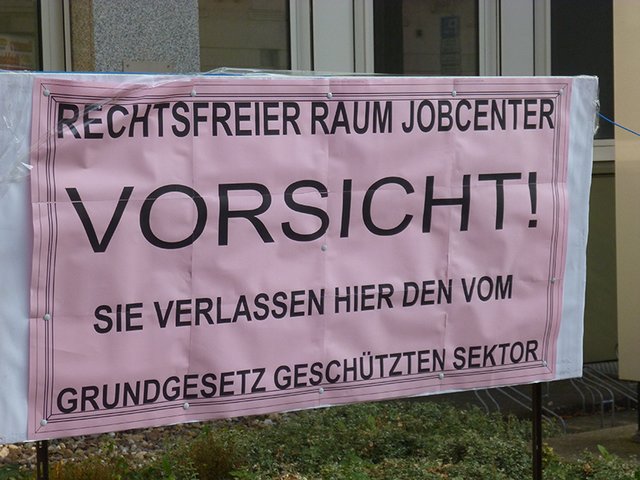 RECHTSFREIER RAUM JOBCENTER
VORSICHT!
SIE VERLASSEN HIER DEN VOM
GRUNDGESETZ GESCHÜTZTEN SEKTOR